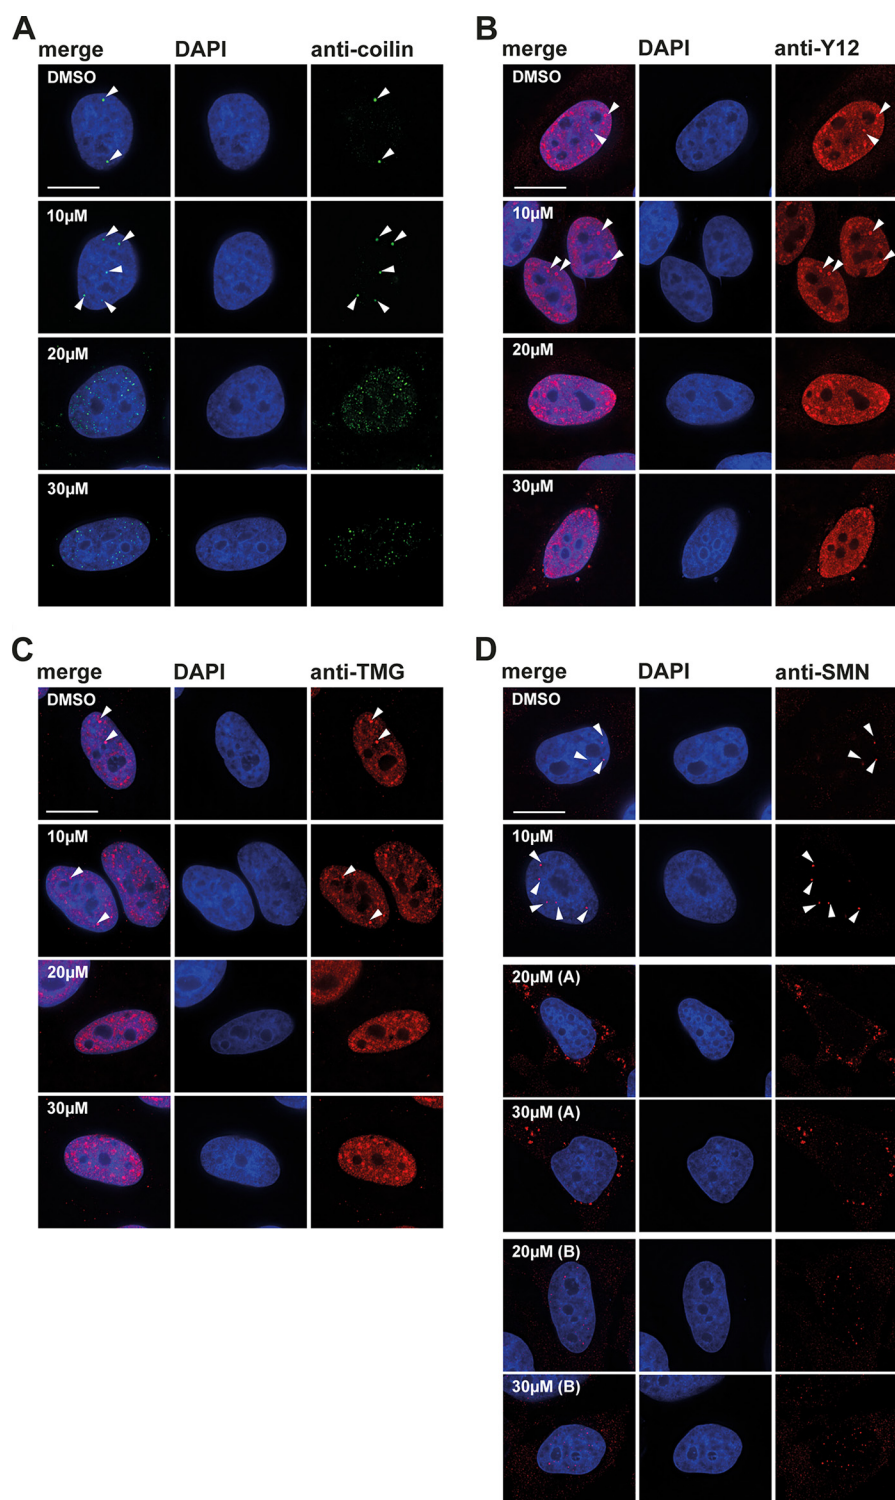 A
merge DAPI anti-coilin
DMSO
10µM
20µM
30µM
B
merge DAPI anti-Y12
DMSO
10µM
20µM
30µM
C
merge DAPI anti-TMG
DMSO
10µM
20µM
30µM
D
merge DAPI anti-SMN
DMSO
10µM
20µM (A)
30µM (A)
20µM (B)
30µM (B)